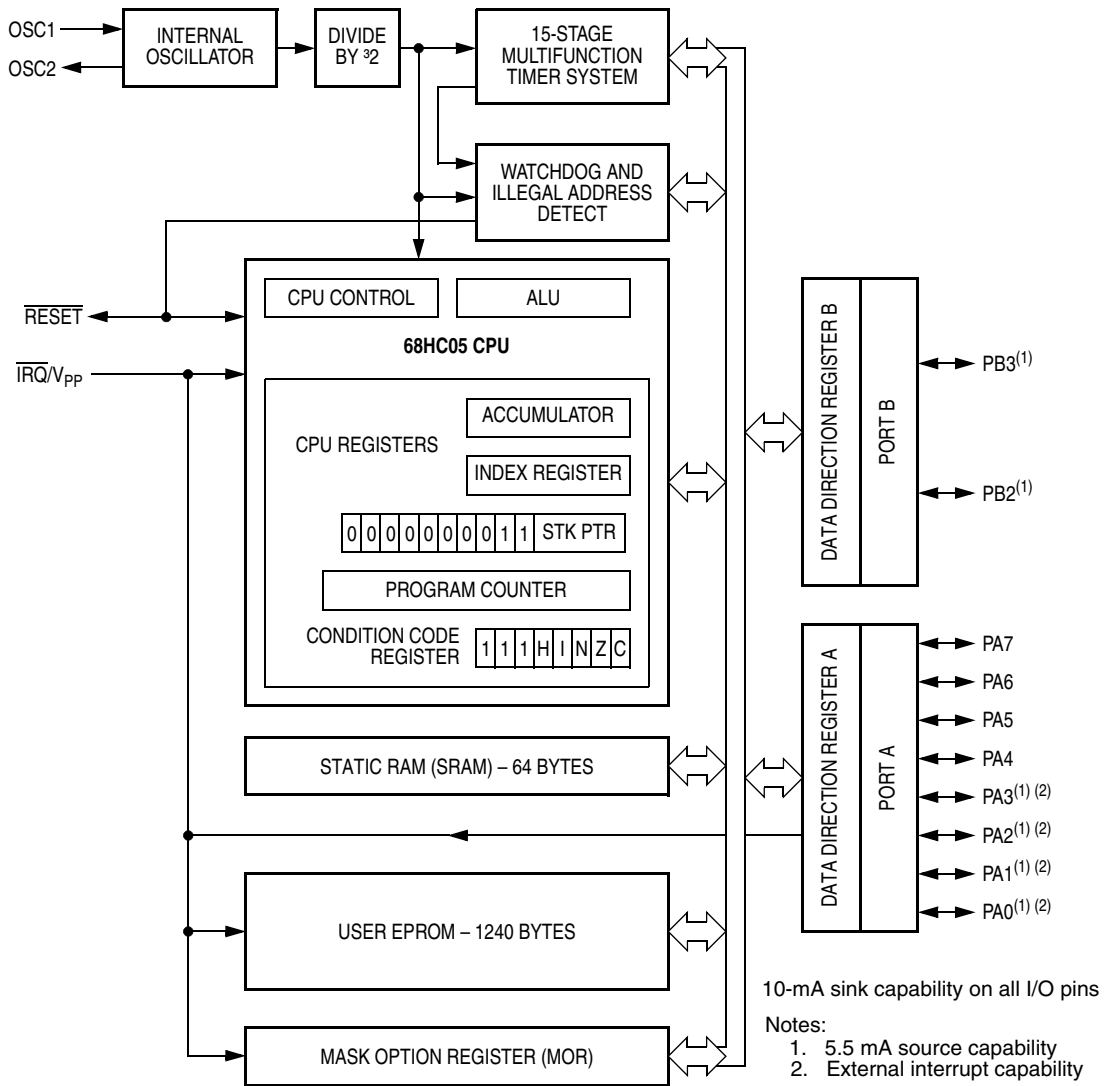 OSC1
OSC2
INTERNAL
OSCILLATOR
DIVIDE
BY ³2
15-STAGE
MULTIFUNCTION
TIMER SYSTEM
WATCHDOG AND
ILLEGAL ADDRESS
DETECT
RESET
IRQ/VPP
CPU CONTROL
ALU
68HC05 CPU
ACCUMULATOR
CPU REGISTERS
INDEX REGISTER
0 0 0 0 0 0 0 0 1 1 STK PTR
PROGRAM COUNTER
CONDITION CODE
REGISTER
1 1 1 H I N Z C
STATIC RAM (SRAM) – 64 BYTES
USER EPROM – 1240 BYTES
MASK OPTION REGISTER (MOR)
DATA DIRECTION REGISTER B
PORT B
PB3(1)
PB2(1)
DATA DIRECTION REGISTER A
PORT A
PA7
PA6
PA5
PA4
PA3(1) (2)
PA2(1) (2)
PA1(1) (2)
PA0(1) (2)
10-mA sink capability on all I/O pins
Notes:
1. 5.5 mA source capability
2. External interrupt capability